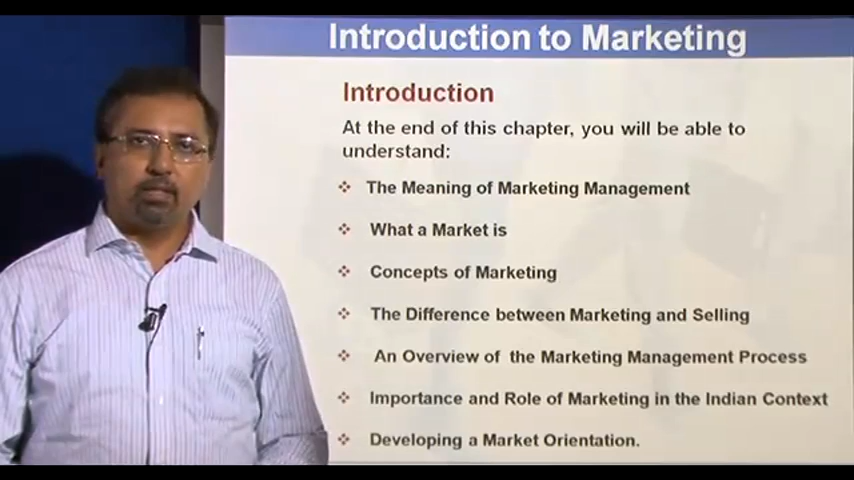 Introduction to Marketing
Introduction
At the end of this chapter, you will be able to
understand:
The Meaning of Marketing Management
What a Market is
Concepts of Marketing
The Difference between Marketing and Selling
An Overview of the Marketing Management Process
Importance and Role of Marketing in the Indian Context
Developing a Market Orientation.